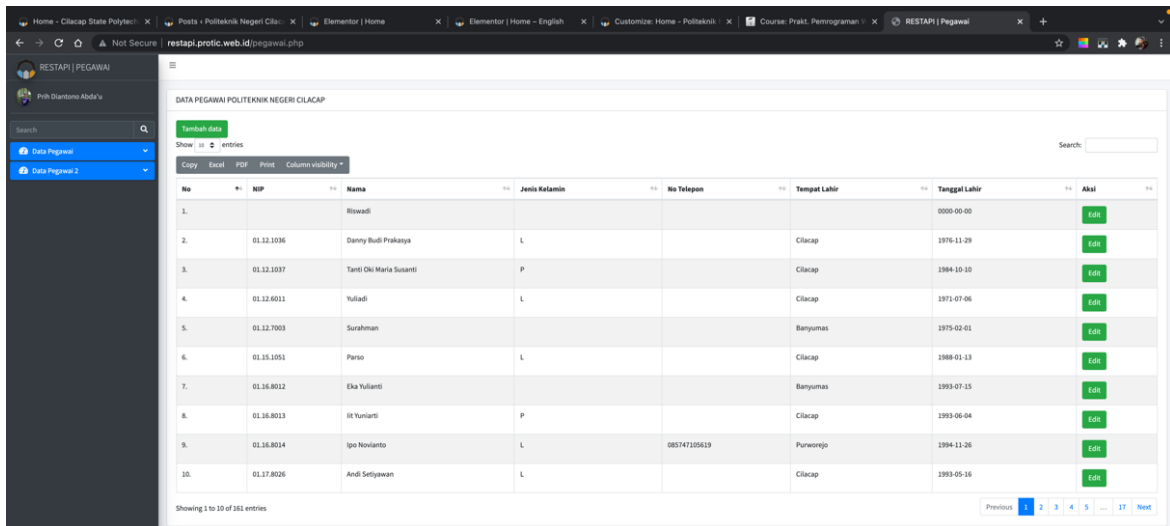 Home - Cilacap State Polytech
Posts ‹ Politeknik Negeri Cilac
Elementor | Home
Elementor | Home – English
Customize: Home - Politeknik
Course: Prakt. Pemrograman
RESTAPI | Pegawai
Not Secure | restapi.protic.web.id/pegawai.php
RESTAPI | PEGAWAI
Prih Diantono Abda'u
Search
Data Pegawai
Data Pegawai 2
DATA PEGAWAI POLITEKNIK NEGERI CILACAP
Tambah data
Show 10 entries
Search:
Copy Excel PDF Print Column visibility
No NIP Nama Jenis Kelamin No Telepon Tempat Lahir Tanggal Lahir Aksi
1. Riswadi 0000-00-00 Edit
2. 01.12.1036 Danny Budi Prakasya L Cilacap 1976-11-29 Edit
3. 01.12.1037 Tanti Oki Maria Susanti P Cilacap 1984-10-10 Edit
4. 01.12.6011 Yuliadi L Cilacap 1971-07-06 Edit
5. 01.12.7003 Surahman Banyumas 1975-02-01 Edit
6. 01.15.1051 Parso L Cilacap 1988-01-13 Edit
7. 01.16.8012 Eka Yulianti Banyumas 1993-07-15 Edit
8. 01.16.8013 Iit Yuniarti P Cilacap 1993-06-04 Edit
9. 01.16.8014 Ipo Novianto L 085747105619 Purworejo 1994-11-26 Edit
10. 01.17.8026 Andi Setiyawan L Cilacap 1993-05-16 Edit
Showing 1 to 10 of 161 entries
Previous 1 2 3 4 5 ... 17 Next